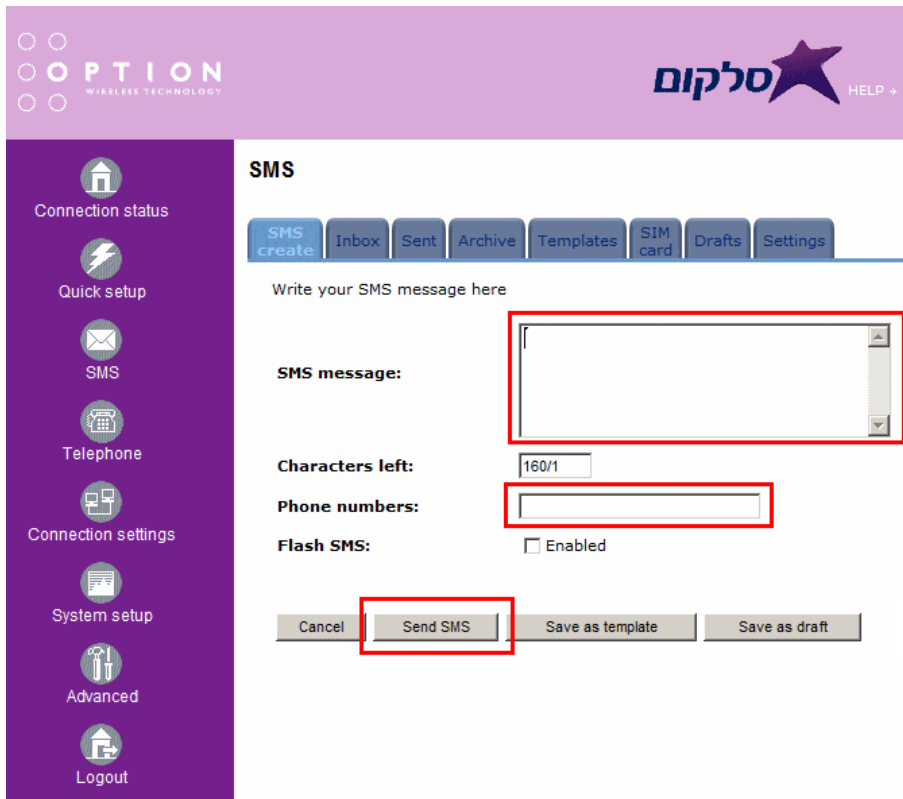 OPTION
WIRELESS TECHNOLOGY
סלקום
HELP →
Connection status
Quick setup
SMS
Telephone
Connection settings
System setup
Advanced
Logout
SMS
SMS create Inbox Sent Archive Templates SIM card Drafts Settings
Write your SMS message here
SMS message:
Characters left: 160/1
Phone numbers:
Flash SMS: Enabled
Cancel Send SMS Save as template Save as draft